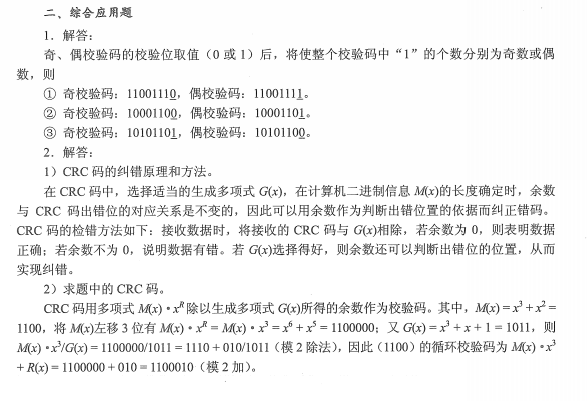 二、综合应用题
1．解答：
奇、偶校验码的校验位取值（0 或 1）后，将使整个校验码中“1”的个数分别为奇数或偶
数，则
① 奇校验码：11001110，偶校验码：11001111。
② 奇校验码：10001100，偶校验码：10001101。
③ 奇校验码：10101101，偶校验码：10101100。
2．解答：
1）CRC 码的纠错原理和方法。
在 CRC 码中，选择适当的生成多项式 G(x)，在计算机二进制信息 M(x)的长度确定时，余数
与 CRC 码出错位的对应关系是不变的，因此可以用余数作为判断出错位置的依据而纠正错码。
CRC 码的检错方法如下：接收数据时，将接收的 CRC 码与 G(x)相除，若余数为 0，则表明数据
正确；若余数不为 0，说明数据有错。若 G(x)选择得好，则余数还可以判断出错位的位置，从而
实现纠错。
2）求题中的 CRC 码。
CRC 码用多项式 M(x)·xᴿ 除以生成多项式 G(x)所得的余数作为校验码。其中，M(x) = x³ + x² =
1100，将 M(x)左移 3 位有 M(x)·xᴿ = M(x)·x³ = x⁶ + x⁵ = 1100000；又 G(x) = x³ + x + 1 = 1011，则
M(x)·x³/G(x) = 1100000/1011 = 1110 + 010/1011（模 2 除法），因此（1100）的循环校验码为 M(x)·x³
+ R(x) = 1100000 + 010 = 1100010（模 2 加）。